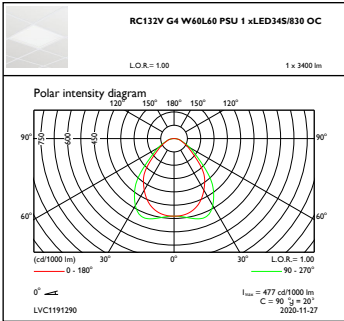 RC132V G4 W60L60 PSU 1 xLED34S/830 OC
L.O.R.= 1.00 1 x 3400 lm
Polar intensity diagram
120° 150° 180° 150° 120°
90° 750 600 450 90°
60° 60°
(cd/1000 lm) 30° 0° 30° L.O.R.= 1.00
0 - 180° 90 - 270°
0° Imax = 477 cd/1000 lm
C = 90 °g = 20°
LVC1191290 2020-11-27